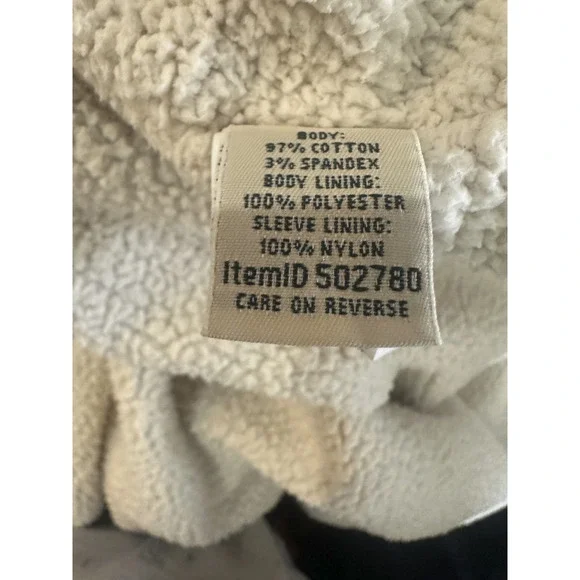 BODY:
97% COTTON
3% SPANDEX
BODY LINING:
100% POLYESTER
SLEEVE LINING:
100% NYLON
ItemID 502780
CARE ON REVERSE